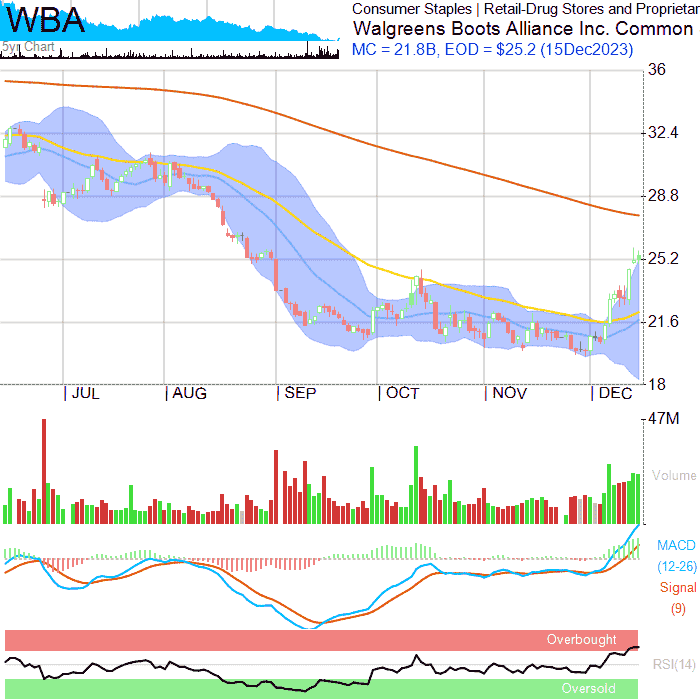 WBA
5yr Chart
Consumer Staples | Retail-Drug Stores and Proprietar
Walgreens Boots Alliance Inc. Common
MC = 21.8B, EOD = $25.2 (15Dec2023)
36
32.4
28.8
25.2
21.6
18
JUL
AUG
SEP
OCT
NOV
DEC
47M
Volume
MACD
(12-26)
Signal
(9)
Overbought
RSI(14)
Oversold